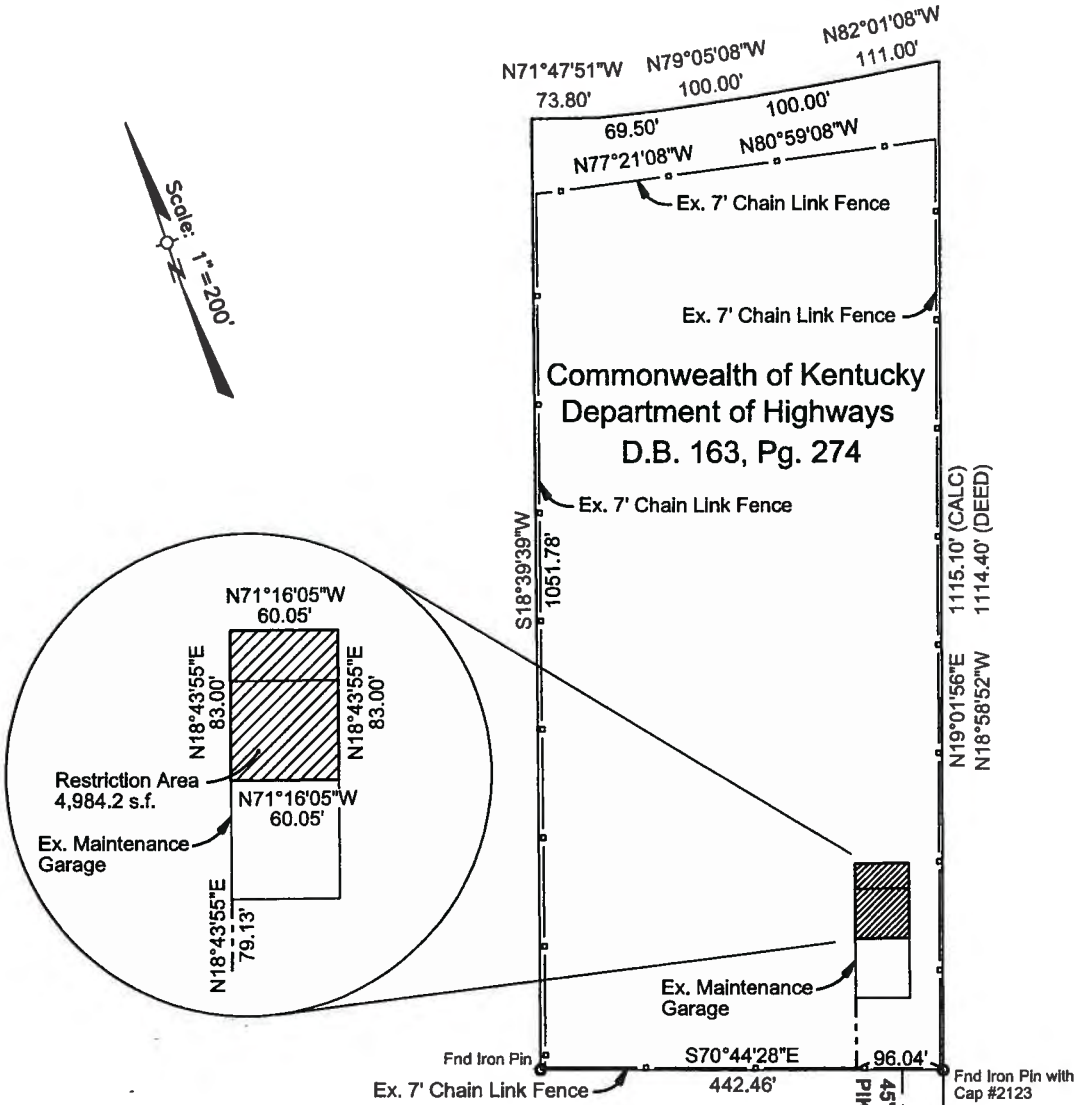 N71°47'51"W
73.80'
N79°05'08"W
100.00'
N82°01'08"W
111.00'
69.50'
N77°21'08"W
100.00'
N80°59'08"W
Ex. 7' Chain Link Fence
Scale: 1"=200'
N
Ex. 7' Chain Link Fence
Commonwealth of Kentucky
Department of Highways
D.B. 163, Pg. 274
Ex. 7' Chain Link Fence
S18°39'39"W
1051.78'
N19°01'56"E 1115.10' (CALC)
N18°58'52"W 1114.40' (DEED)
N71°16'05"W
60.05'
N18°43'55"E
83.00'
N18°43'55"E
83.00'
Restriction Area
4,984.2 s.f.
N71°16'05"W
60.05'
Ex. Maintenance
Garage
N18°43'55"E
79.13'
Ex. Maintenance
Garage
Fnd Iron Pin
S70°44'28"E
442.46'
96.04'
Ex. 7' Chain Link Fence
Fnd Iron Pin with
Cap #2123
45'